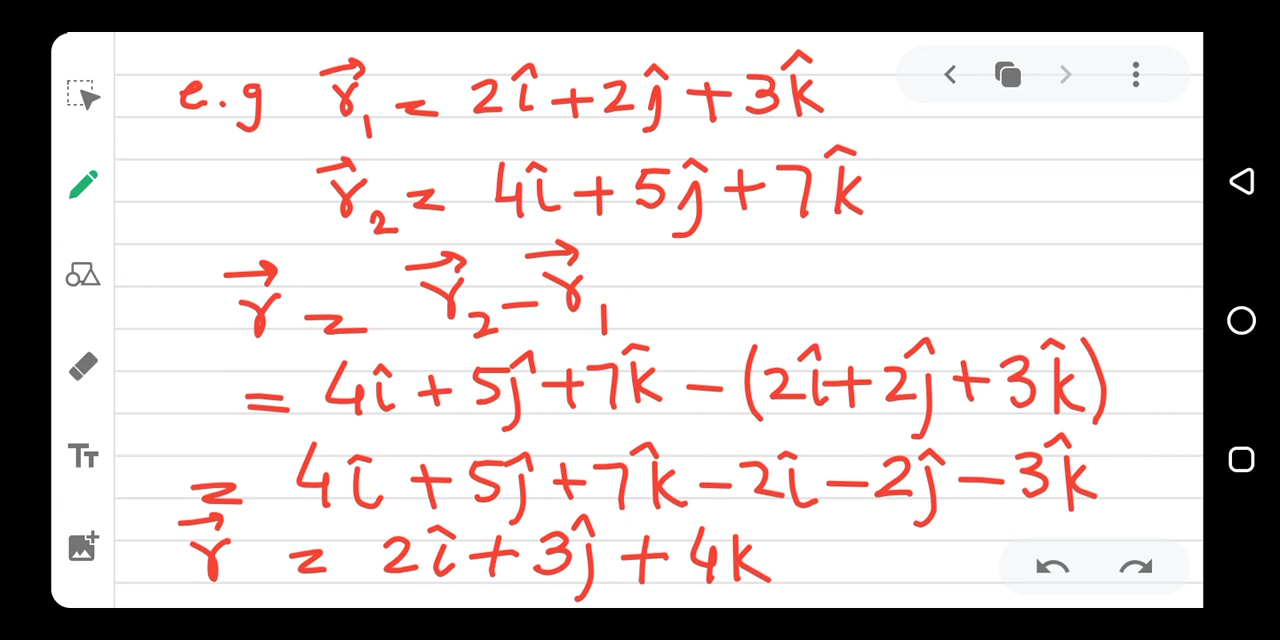 e.g r⃗₁ = 2î + 2ĵ + 3k̂
r⃗₂ = 4î + 5ĵ + 7k̂
r⃗ = r⃗₂ - r⃗₁
= 4î + 5ĵ + 7k̂ - (2î + 2ĵ + 3k̂)
= 4î + 5ĵ + 7k̂ - 2î - 2ĵ - 3k̂
r⃗ = 2î + 3ĵ + 4k
Tт